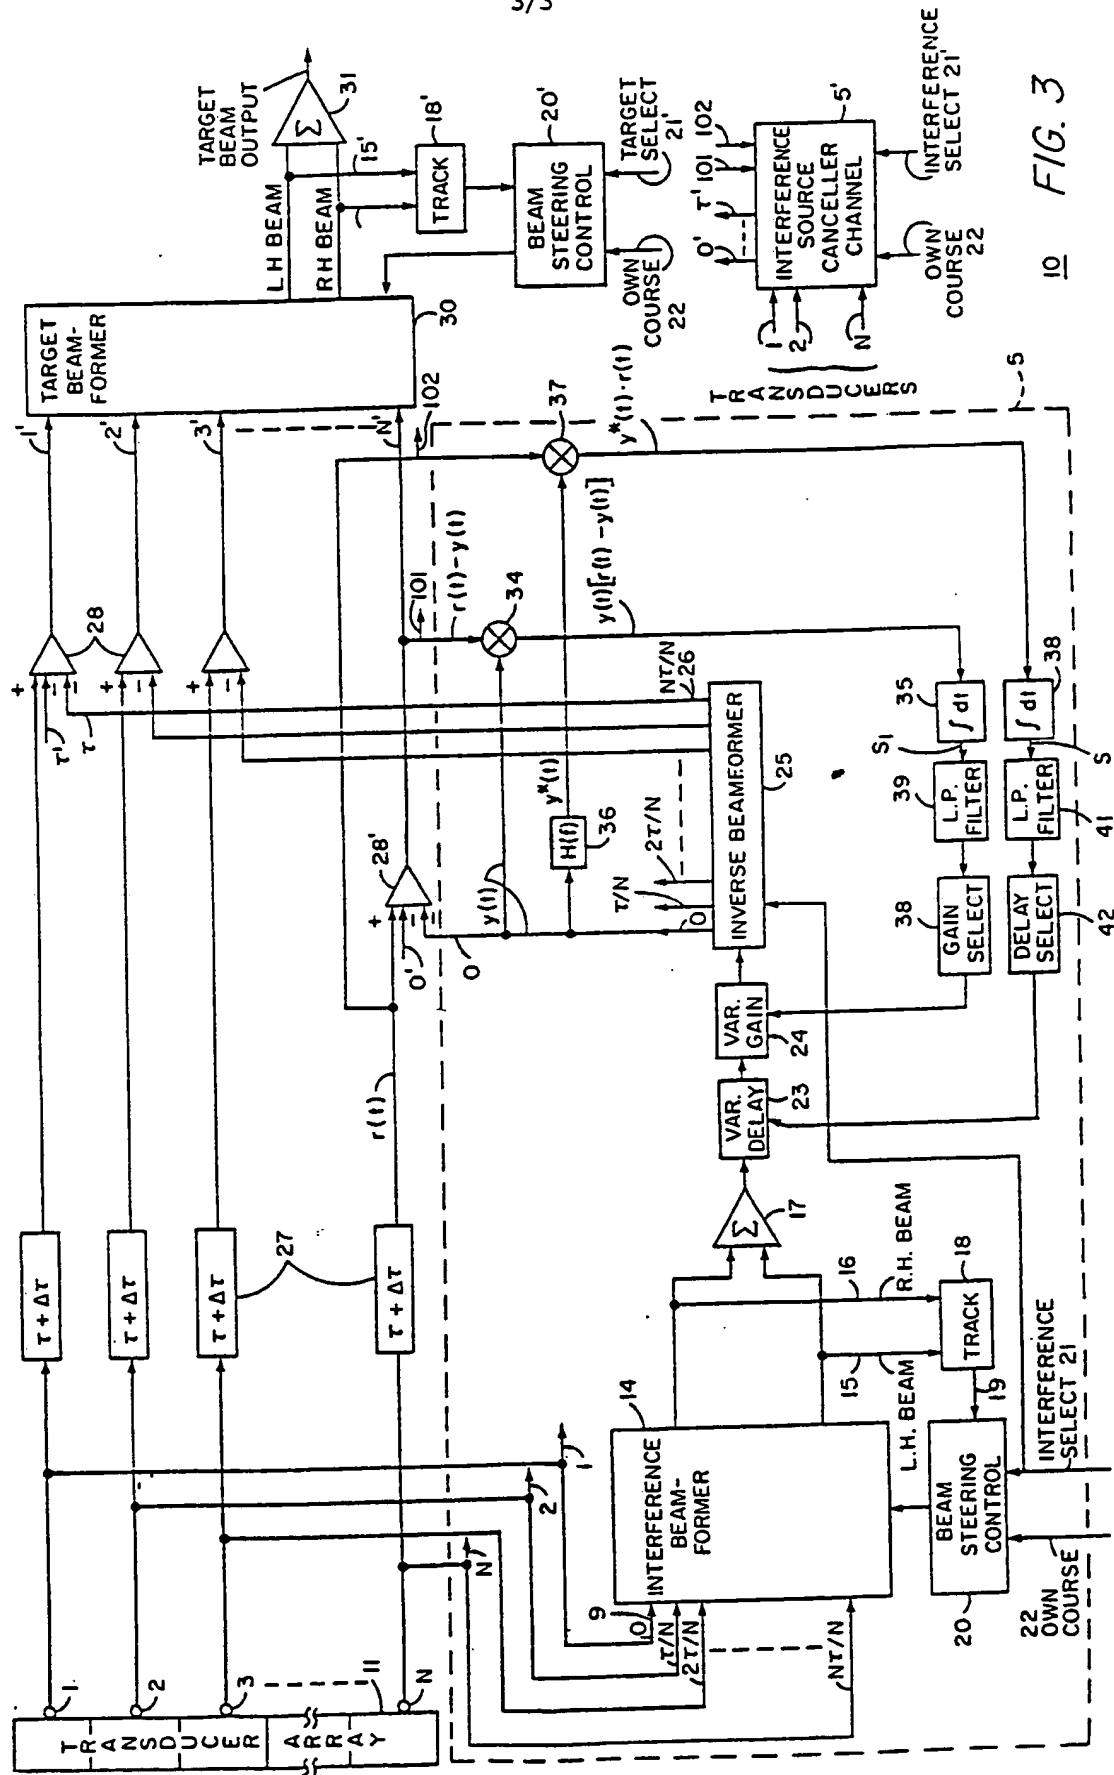 3/3
TRANSDUCER ARRAY
11
1
2
3
N
τ + Δτ
τ + Δτ
τ + Δτ
τ + Δτ
27
r(t)
τ'
τ
+
-
-
+
-
+
-
28
+
-
-
28'
O'
O
1'
2'
3'
N'
TARGET
BEAM-
FORMER
30
L H BEAM
R H BEAM
15'
TARGET
BEAM
OUTPUT
Σ
31
TRACK
18'
BEAM
STEERING
CONTROL
20'
OWN
COURSE
22
TARGET
SELECT
21'
101
102
r(t) - y(t)
34
37
y(t)
y*(t)
H(f)
36
y(t)[r(t) - y(t)]
y*(t)·r(t)
5
1
2
N
9
O
τ/N
2τ/N
Nτ/N
INTERFERENCE
BEAM-
FORMER
14
15
L.H. BEAM
16
R.H. BEAM
TRACK
18
19
BEAM
STEERING
CONTROL
20
22
OWN
COURSE
INTERFERENCE
SELECT 21
Σ
17
VAR.
DELAY
23
VAR.
GAIN
24
INVERSE BEAMFORMER
25
O
τ/N
2τ/N
Nτ/N
26
∫ dt
35
S1
L.P.
FILTER
39
GAIN
SELECT
38
∫ dt
38
S
L.P.
FILTER
41
DELAY
SELECT
42
TRANSDUCERS
1
2
N
O'
τ'
101
102
INTERFERENCE
SOURCE
CANCELLER
CHANNEL
5'
OWN
COURSE
22
INTERFERENCE
SELECT 21'
10
FIG. 3